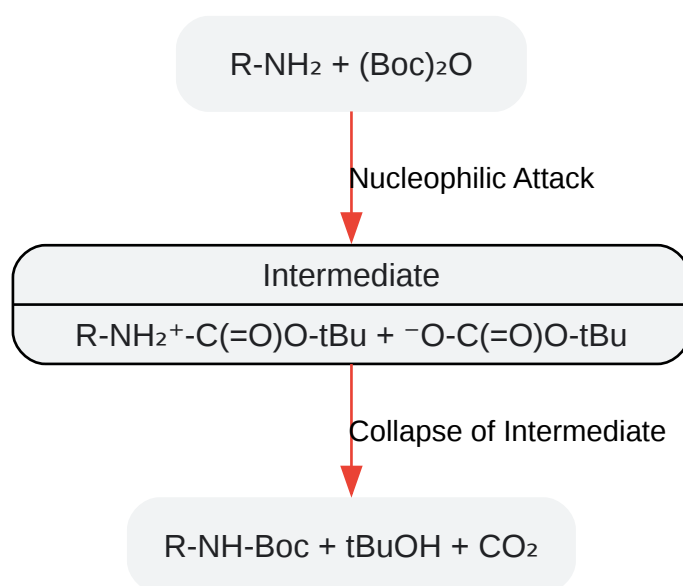 R-NH₂ + (Boc)₂O
Nucleophilic Attack
Intermediate
R-NH₂⁺-C(=O)O-tBu + ⁻O-C(=O)O-tBu
Collapse of Intermediate
R-NH-Boc + tBuOH + CO₂